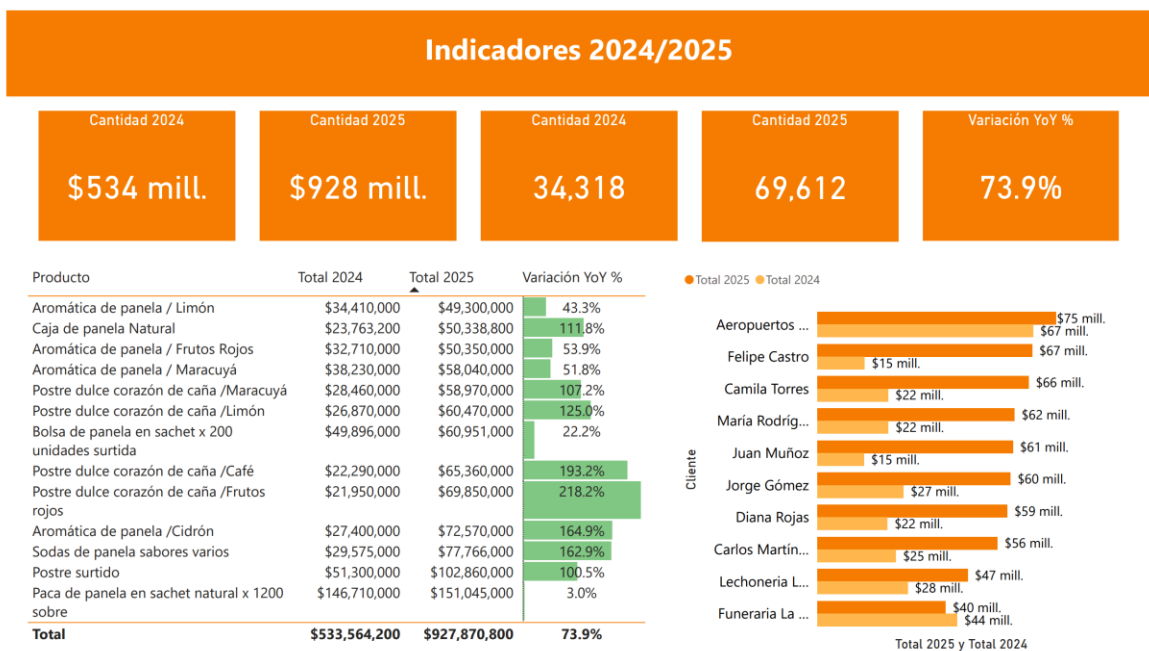 Indicadores 2024/2025
Cantidad 2024
$534 mill.
Cantidad 2025
$928 mill.
Cantidad 2024
34,318
Cantidad 2025
69,612
Variación YoY %
73.9%
Producto Total 2024 Total 2025 Variación YoY %
Aromática de panela / Limón $34,410,000 $49,300,000 43.3%
Caja de panela Natural $23,763,200 $50,338,800 111.8%
Aromática de panela / Frutos Rojos $32,710,000 $50,350,000 53.9%
Aromática de panela / Maracuyá $38,230,000 $58,040,000 51.8%
Postre dulce corazón de caña /Maracuyá $28,460,000 $58,970,000 107.2%
Postre dulce corazón de caña /Limón $26,870,000 $60,470,000 125.0%
Bolsa de panela en sachet x 200 $49,896,000 $60,951,000 22.2%
unidades surtida
Postre dulce corazón de caña /Café $22,290,000 $65,360,000 193.2%
Postre dulce corazón de caña /Frutos $21,950,000 $69,850,000 218.2%
rojos
Aromática de panela /Cidrón $27,400,000 $72,570,000 164.9%
Sodas de panela sabores varios $29,575,000 $77,766,000 162.9%
Postre surtido $51,300,000 $102,860,000 100.5%
Paca de panela en sachet natural x 1200 $146,710,000 $151,045,000 3.0%
sobre
Total $533,564,200 $927,870,800 73.9%
Total 2025 Total 2024
Cliente
Aeropuertos ... $75 mill.
$67 mill.
Felipe Castro $67 mill.
$15 mill.
Camila Torres $66 mill.
$22 mill.
María Rodríg... $62 mill.
$22 mill.
Juan Muñoz $61 mill.
$15 mill.
Jorge Gómez $60 mill.
$27 mill.
Diana Rojas $59 mill.
$22 mill.
Carlos Martín... $56 mill.
$25 mill.
Lechoneria L... $47 mill.
$28 mill.
Funeraria La ... $40 mill.
$44 mill.
Total 2025 y Total 2024